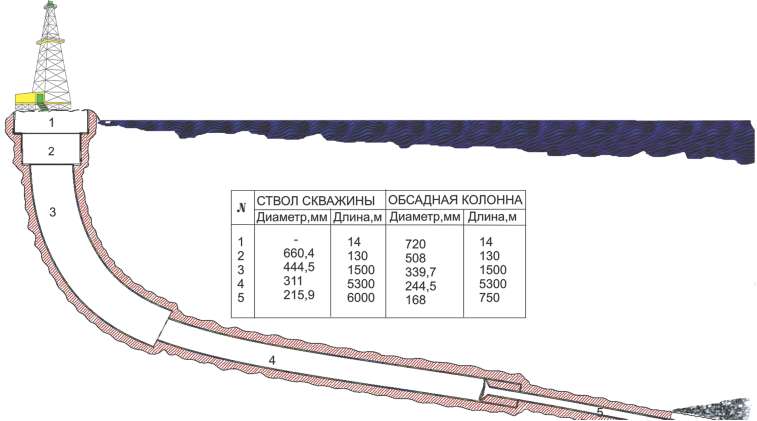 1
2
3
N СТВОЛ СКВАЖИНЫ ОБСАДНАЯ КОЛОННА
Диаметр,мм Длина,м Диаметр,мм Длина,м
1 - 14 720 14
2 660,4 130 508 130
3 444,5 1500 339,7 1500
4 311 5300 244,5 5300
5 215,9 6000 168 750
4
5